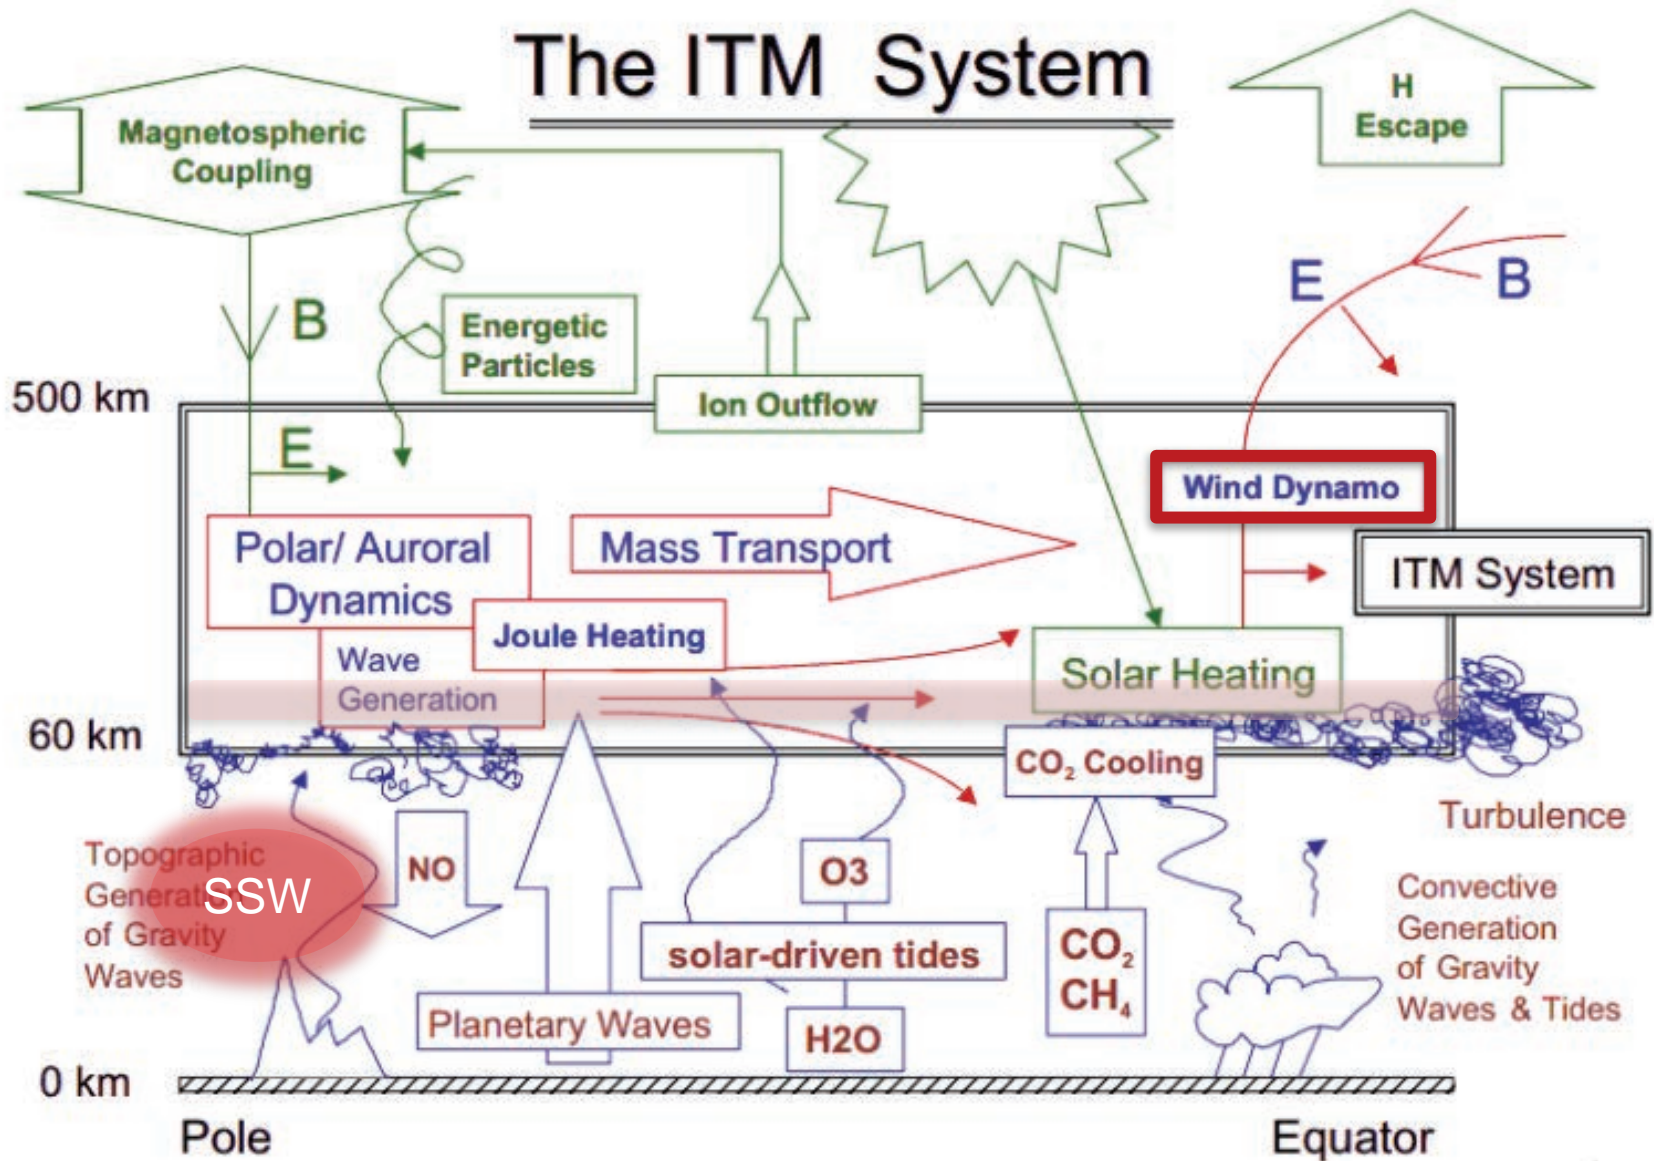 The ITM System
Magnetospheric
Coupling
H
Escape
B
Energetic
Particles
E
B
500 km
Ion Outflow
E
Wind Dynamo
Polar/ Auroral
Dynamics
Mass Transport
ITM System
Joule Heating
Wave
Generation
Solar Heating
60 km
CO2 Cooling
Turbulence
Topographic
Generation
of Gravity
Waves
SSW
NO
O3
Convective
Generation
of Gravity
Waves & Tides
solar-driven tides
CO2
CH4
Planetary Waves
H2O
0 km
Pole
Equator